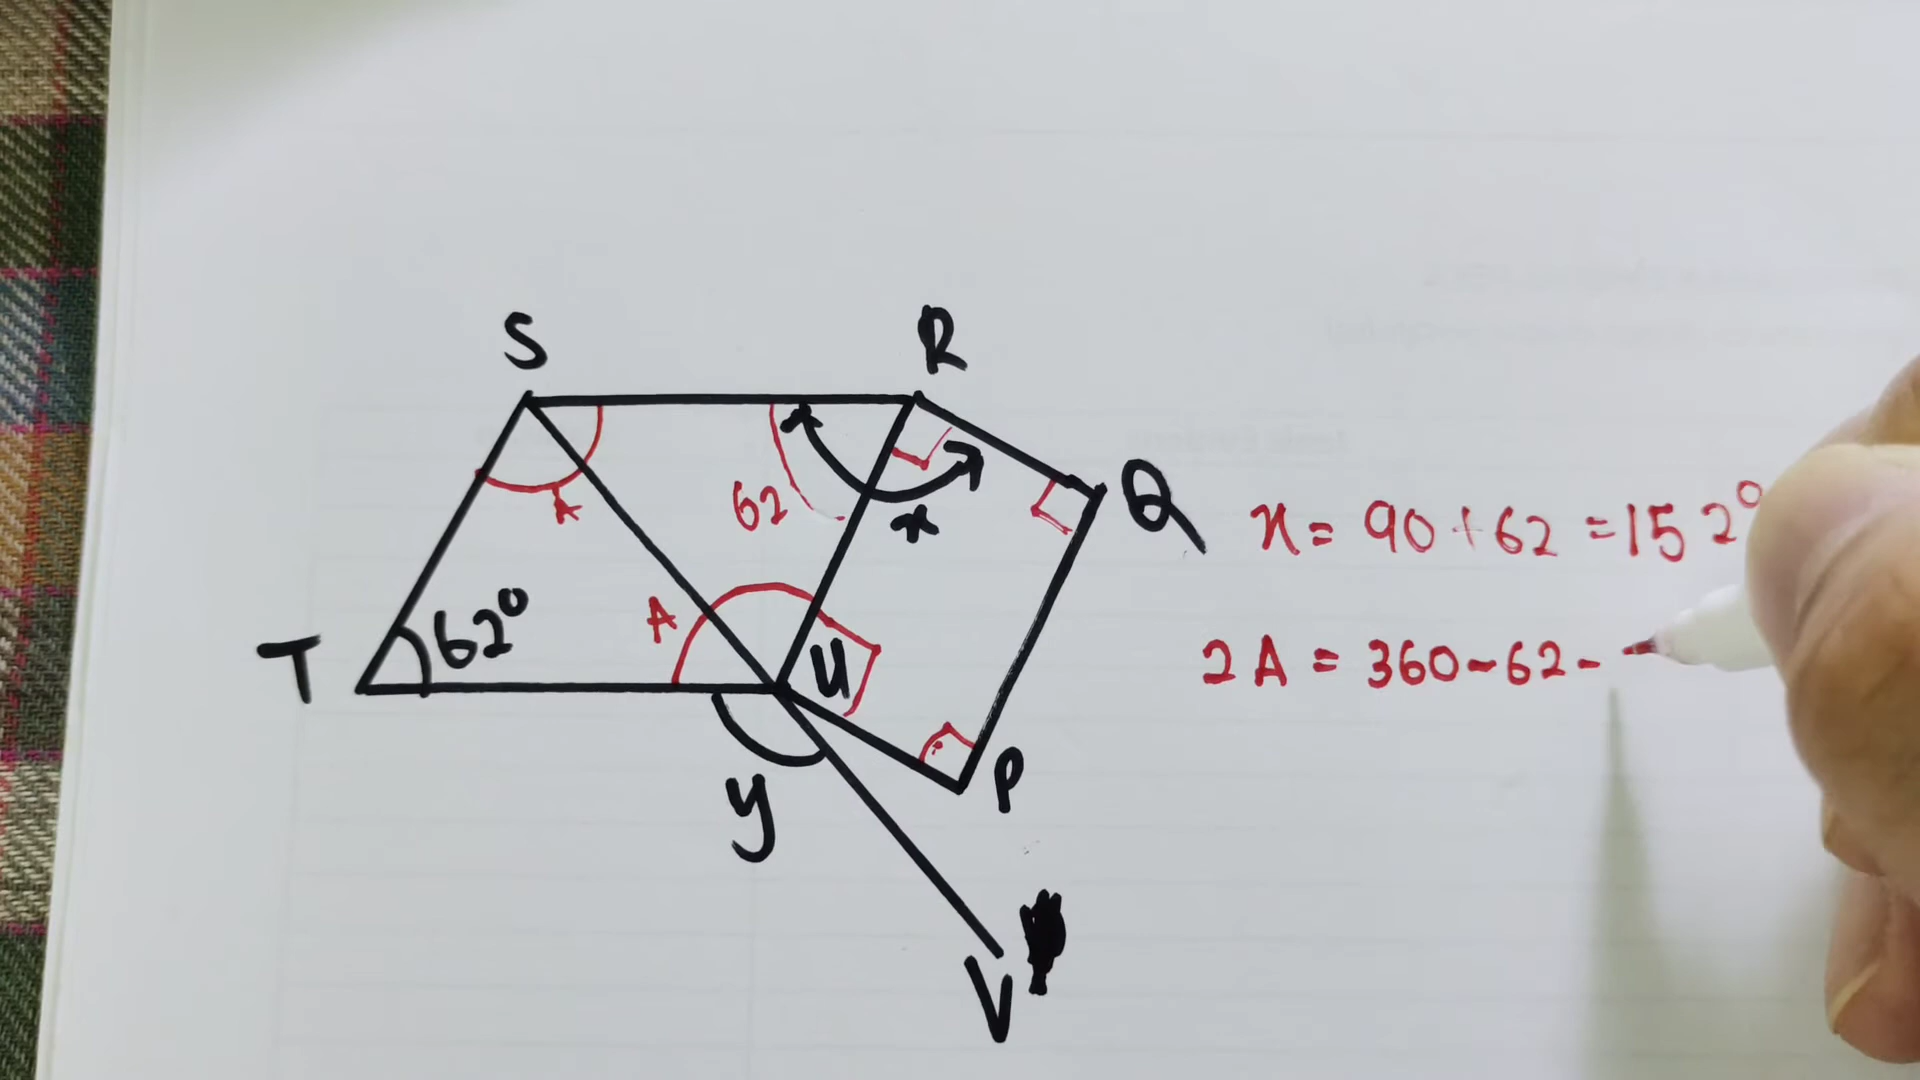 S
R
A
62
x
Q
x = 90 + 62 = 152°
T
62°
A
U
2A = 360 - 62 -
y
P
V